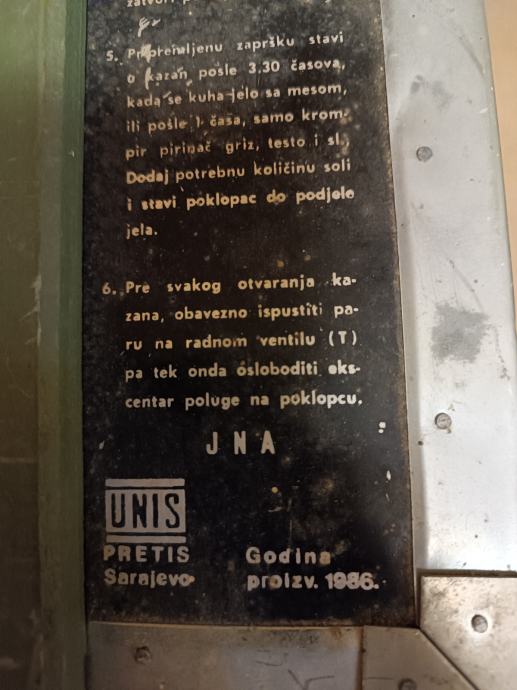 zatvori
5. Pripremljenu zapršku stavi
u kazan posle 3.30 časova,
kada se kuha jelo sa mesom,
ili posle 1 časa, samo krom-
pir pirinač griz, testo i sl.,
Dodaj potrebnu količinu soli
i stavi poklopac do podjele
jela.
6. Pre svakog otvaranja ka-
zana, obavezno ispustiti pa-
ru na radnom ventilu (T)
pa tek onda osloboditi eks-
centar poluge na poklopcu.
JNA
UNIS
PRETIS
Sarajevo
Godina
proizv. 1986.